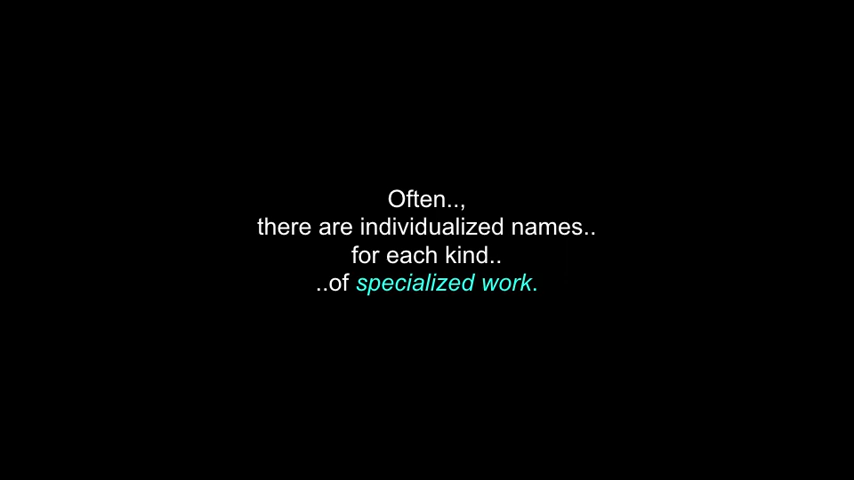 Often..,
there are individualized names..
for each kind..
..of specialized work.